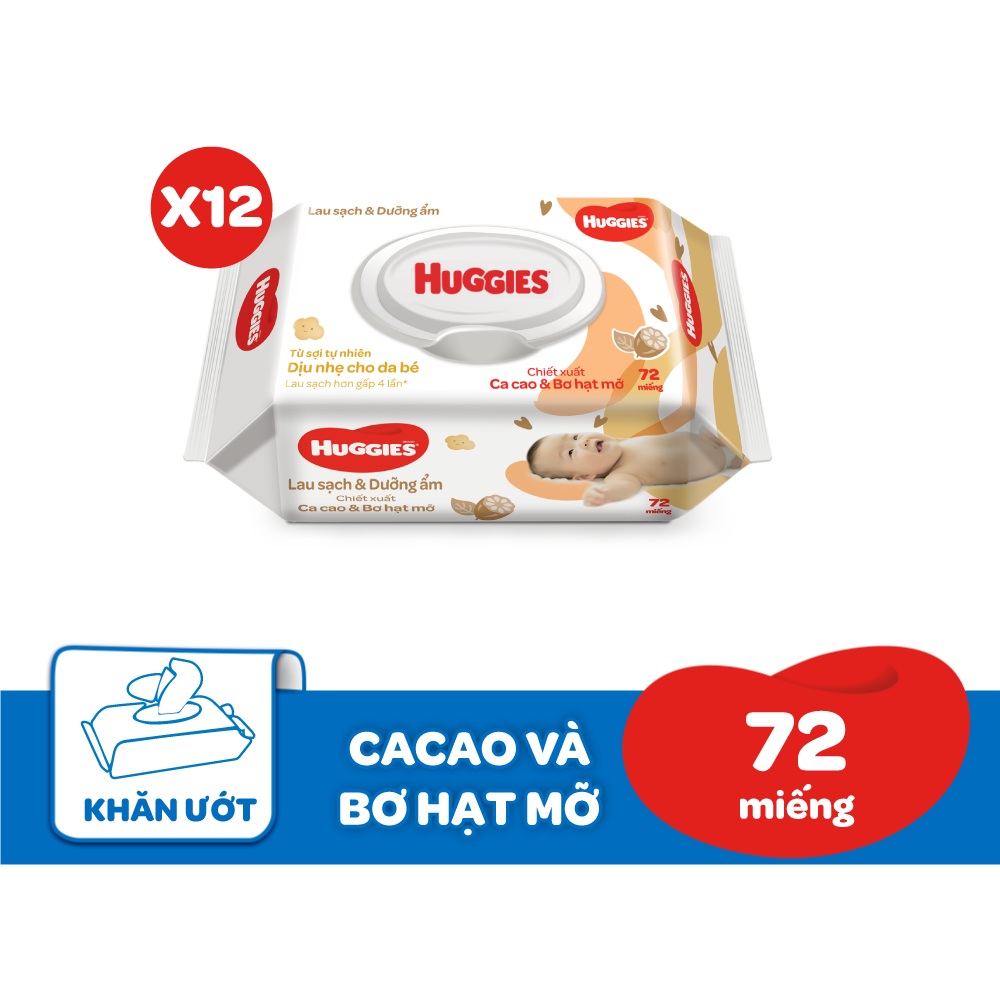 X12
Lau sạch & Dưỡng ẩm
HUGGIES
HUGGIES
HUGGIES
HUGGIES
Từ sợi tự nhiên
Dịu nhẹ cho da bé
Lau sạch hơn gấp 4 lần*
Chiết xuất
Ca cao & Bơ hạt mỡ
72
miếng
HUGGIES
Lau sạch & Dưỡng ẩm
Chiết xuất
Ca cao & Bơ hạt mỡ
72
miếng
KHĂN ƯỚT
CACAO VÀ
BƠ HẠT MỠ
72
miếng